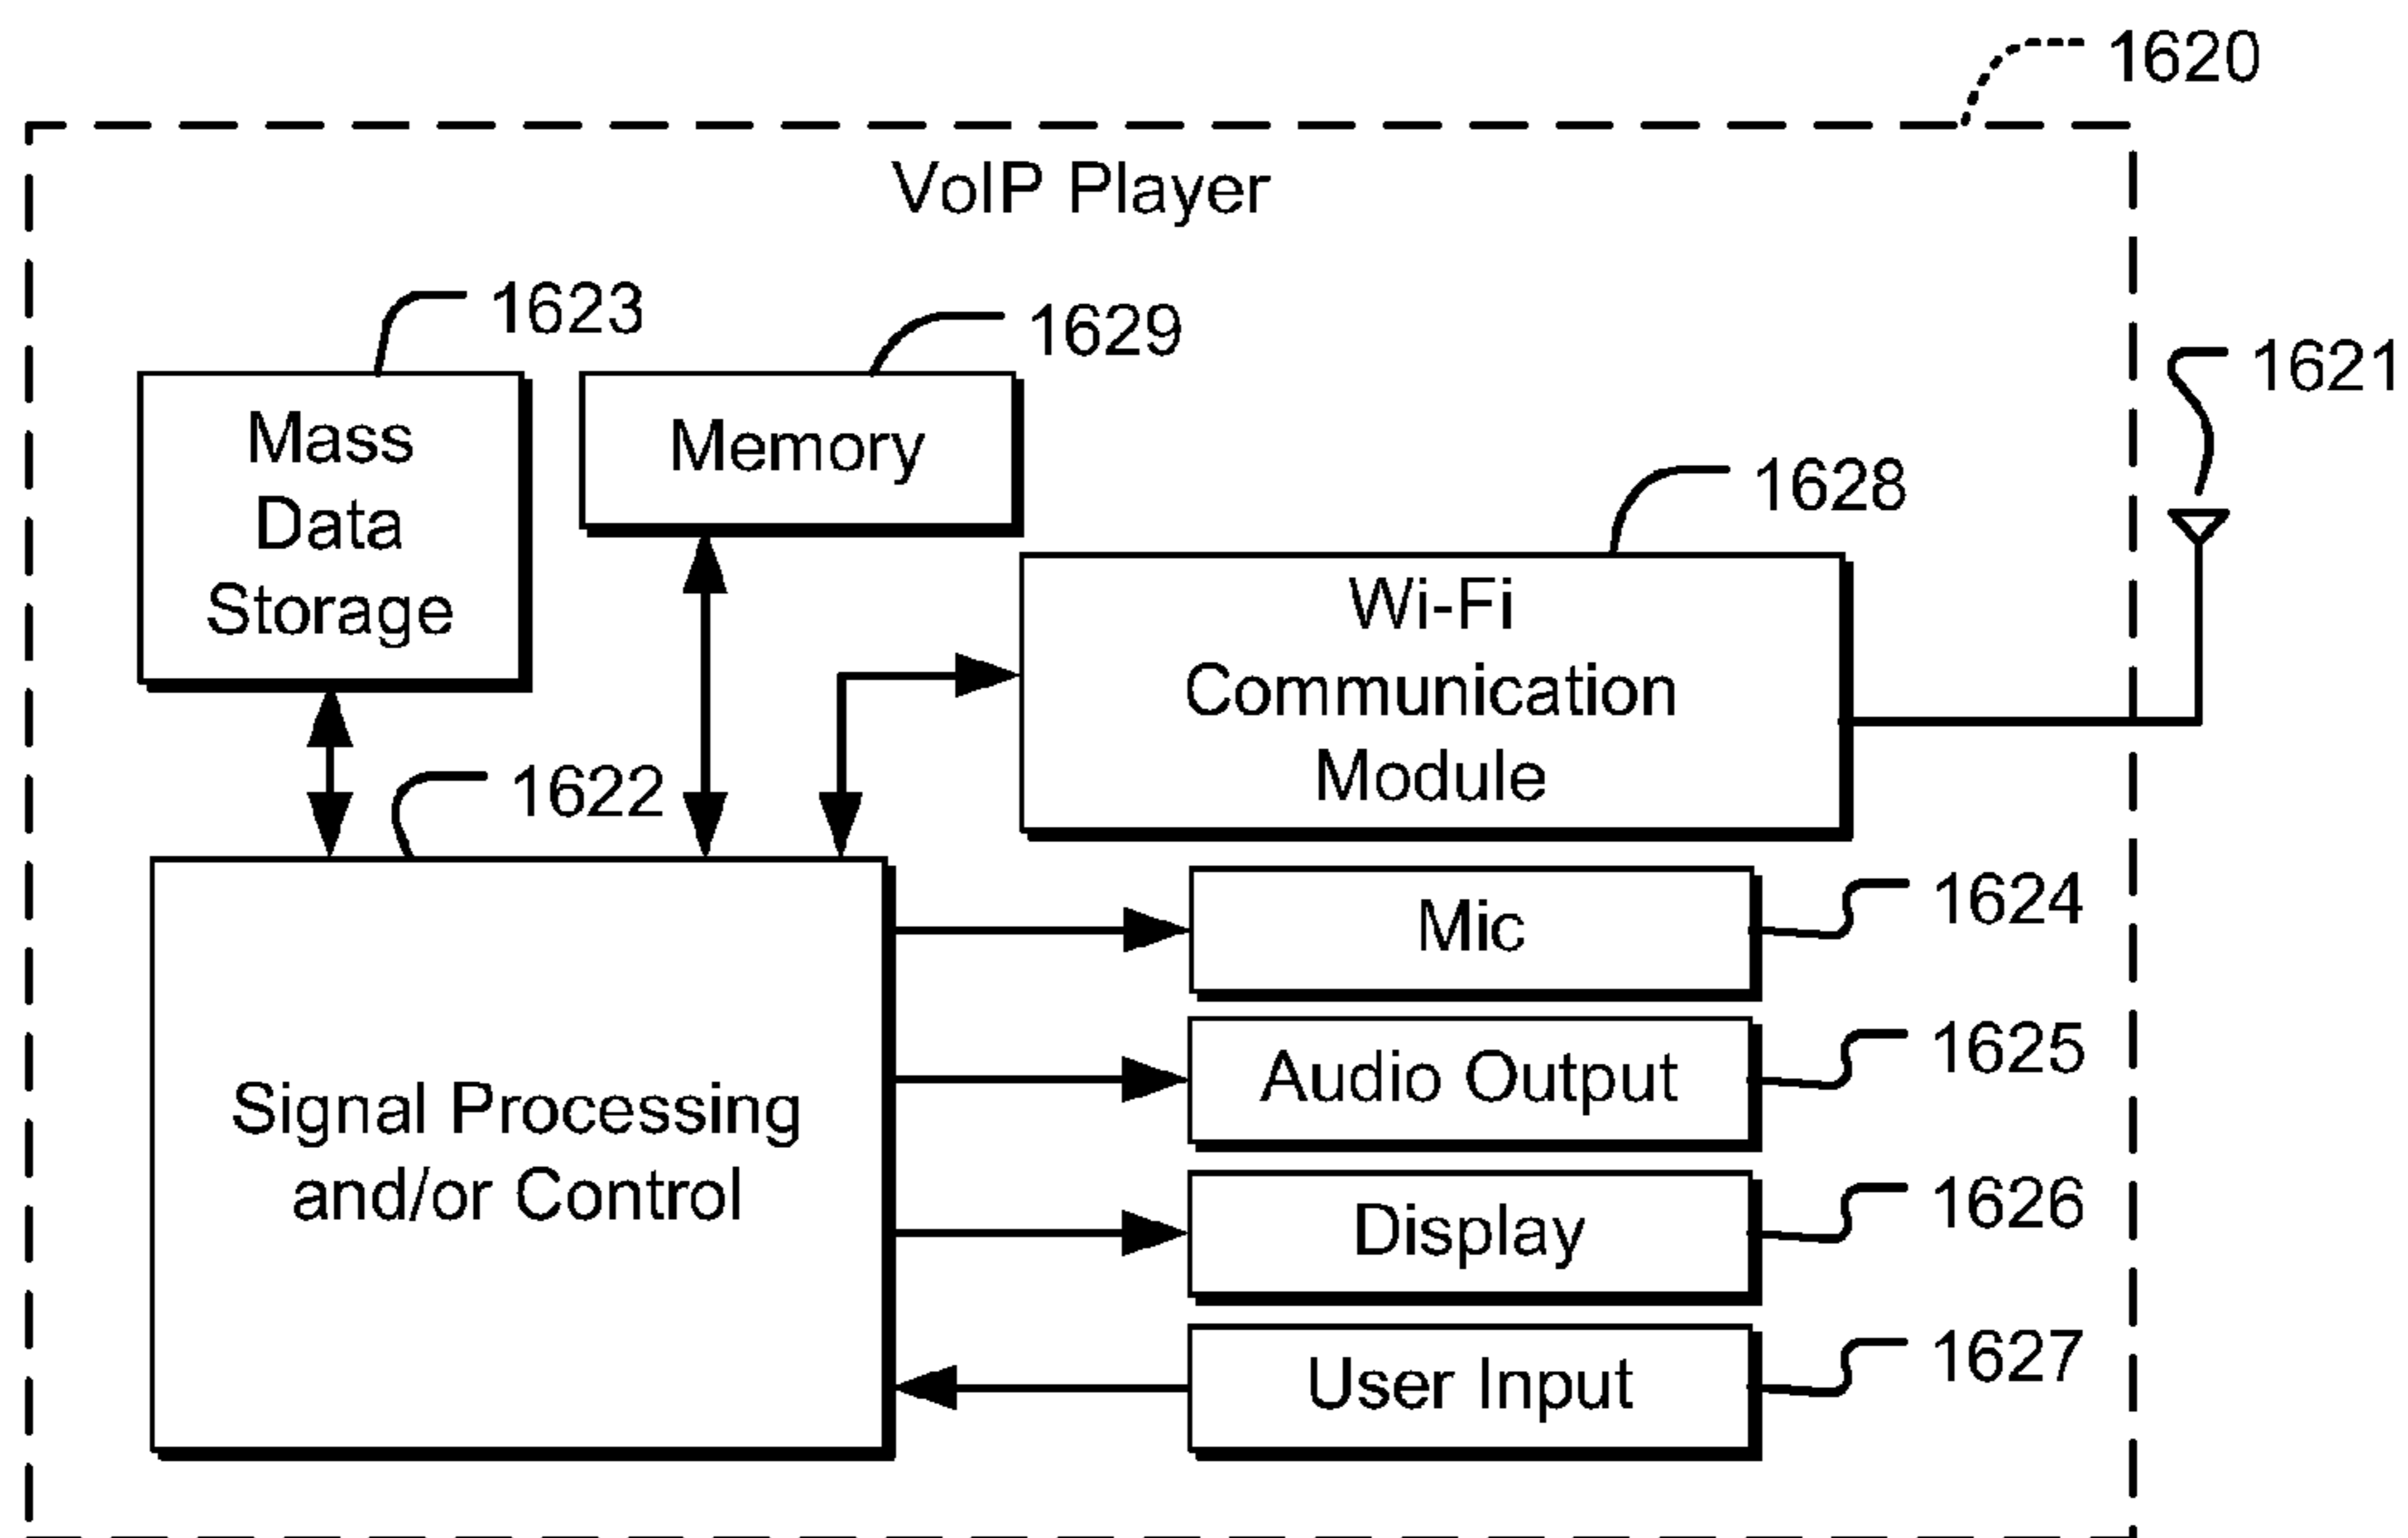 1620
VoIP Player
1623
1629
1621
Mass
Data
Storage
Memory
1628
Wi-Fi
Communication
Module
1622
Mic
1624
Audio Output
1625
Signal Processing
and/or Control
Display
1626
User Input
1627